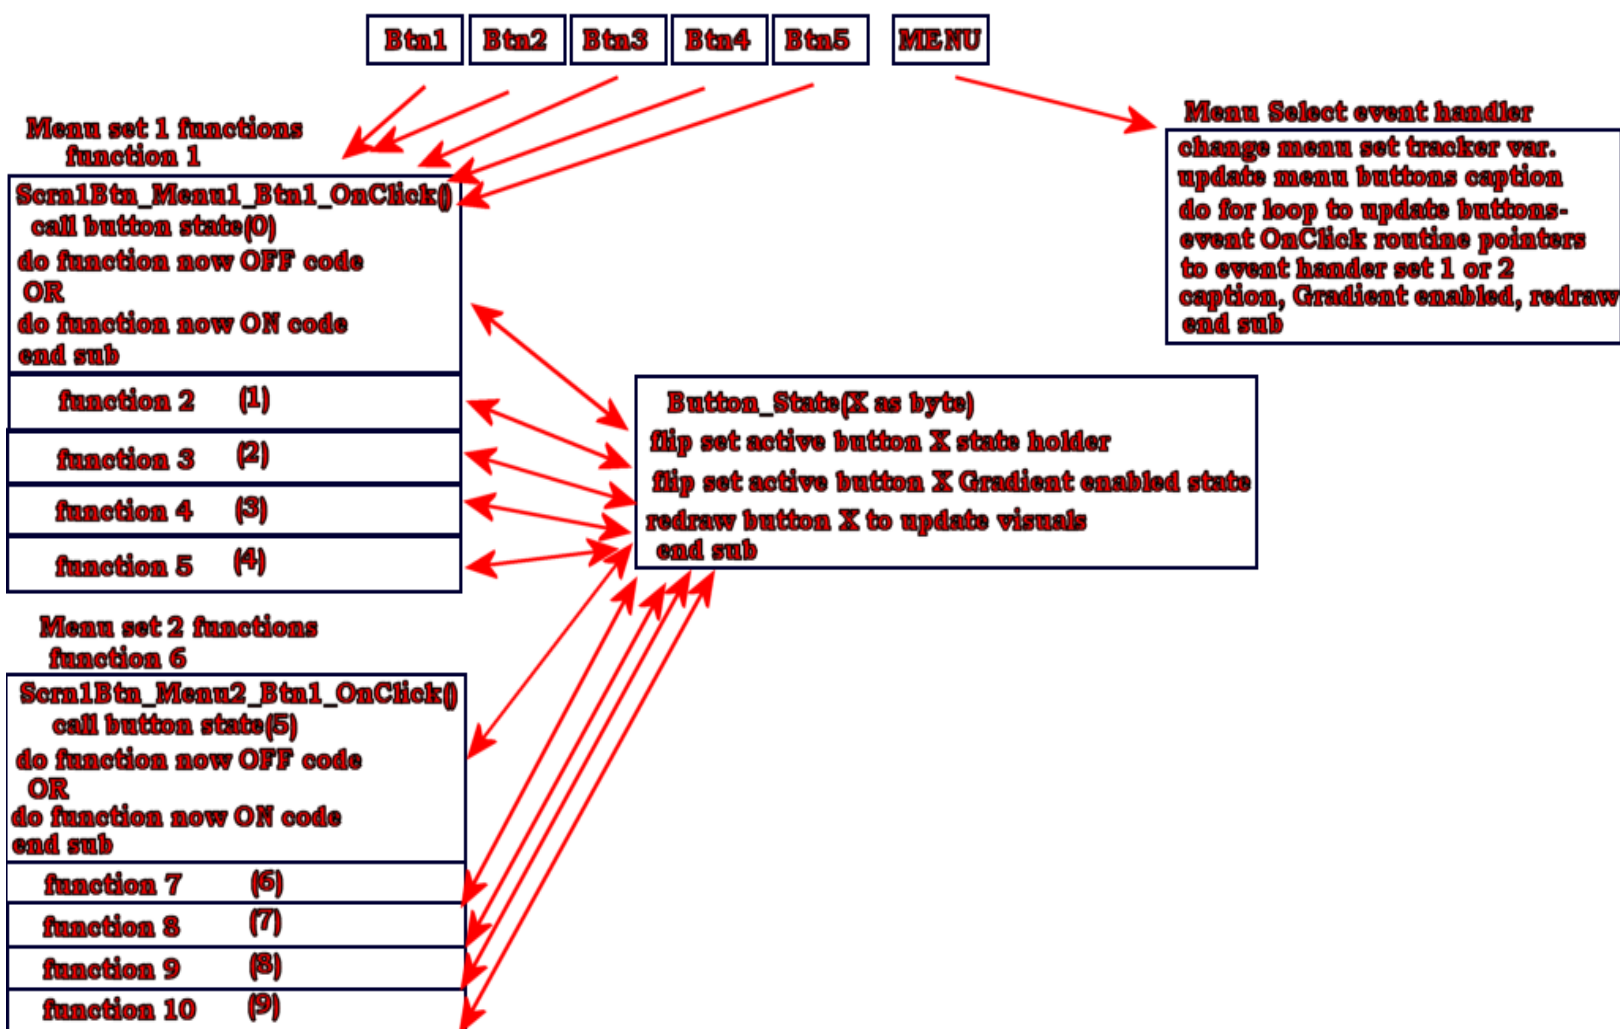 Btn1 Btn2 Btn3 Btn4 Btn5 MENU
Menu set 1 functions
function 1
Scrn1Btn_Menu1_Btn1_OnClick()
call button state(0)
do function now OFF code
OR
do function now ON code
end sub
function 2 (1)
function 3 (2)
function 4 (3)
function 5 (4)
Menu set 2 functions
function 6
Scrn1Btn_Menu2_Btn1_OnClick()
call button state(5)
do function now OFF code
OR
do function now ON code
end sub
function 7 (6)
function 8 (7)
function 9 (8)
function 10 (9)
Button_State(X as byte)
flip set active button X state holder
flip set active button X Gradient enabled state
redraw button X to update visuals
end sub
Menu Select event handler
change menu set tracker var.
update menu buttons caption
do for loop to update buttons-
event OnClick routine pointers
to event hander set 1 or 2
caption, Gradient enabled, redraw
end sub